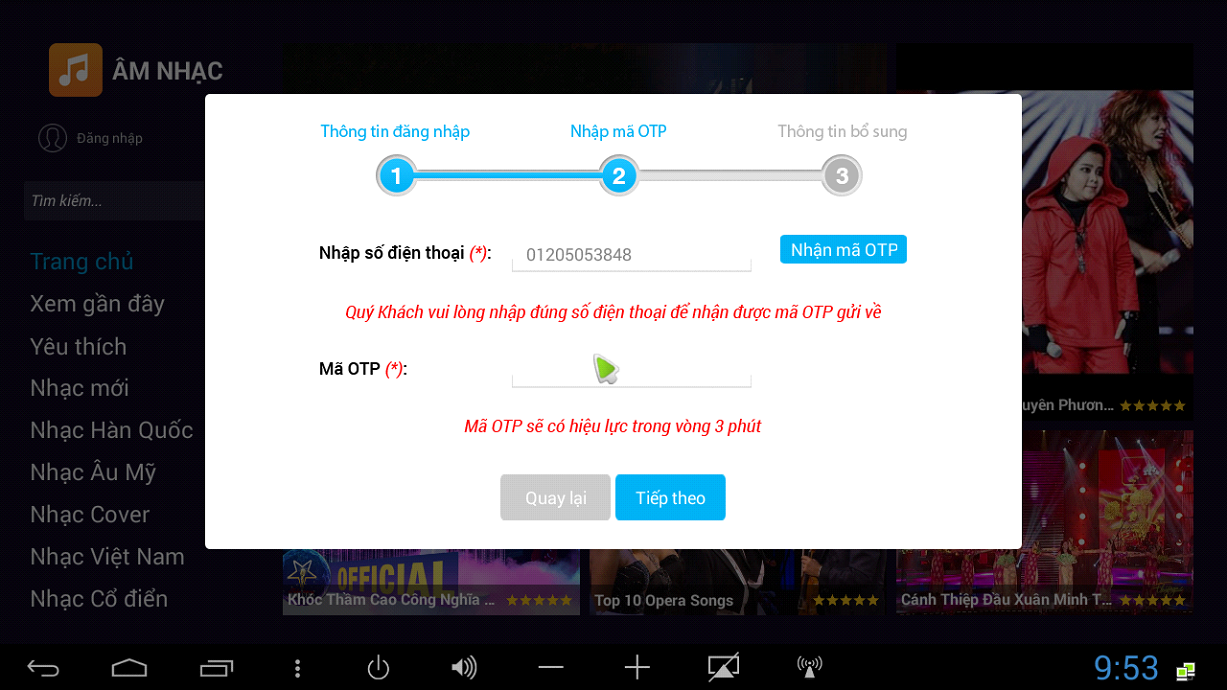 ÂM NHẠC
Đăng nhập
Tìm kiếm...
Trang chủ
Xem gần đây
Yêu thích
Nhạc mới
Nhạc Hàn Quốc
Nhạc Âu Mỹ
Nhạc Cover
Nhạc Việt Nam
Nhạc Cổ điển
Thông tin đăng nhập
Nhập mã OTP
Thông tin bổ sung
1
2
3
Nhập số điện thoại (*):
01205053848
Nhận mã OTP
Quý Khách vui lòng nhập đúng số điện thoại để nhận được mã OTP gửi về
Mã OTP (*):
Mã OTP sẽ có hiệu lực trong vòng 3 phút
Quay lại
Tiếp theo
uyên Phươn...
OFFICIAL
Khóc Thầm Cao Công Nghĩa ...
Top 10 Opera Songs
Cánh Thiệp Đầu Xuân Minh T...
9:53